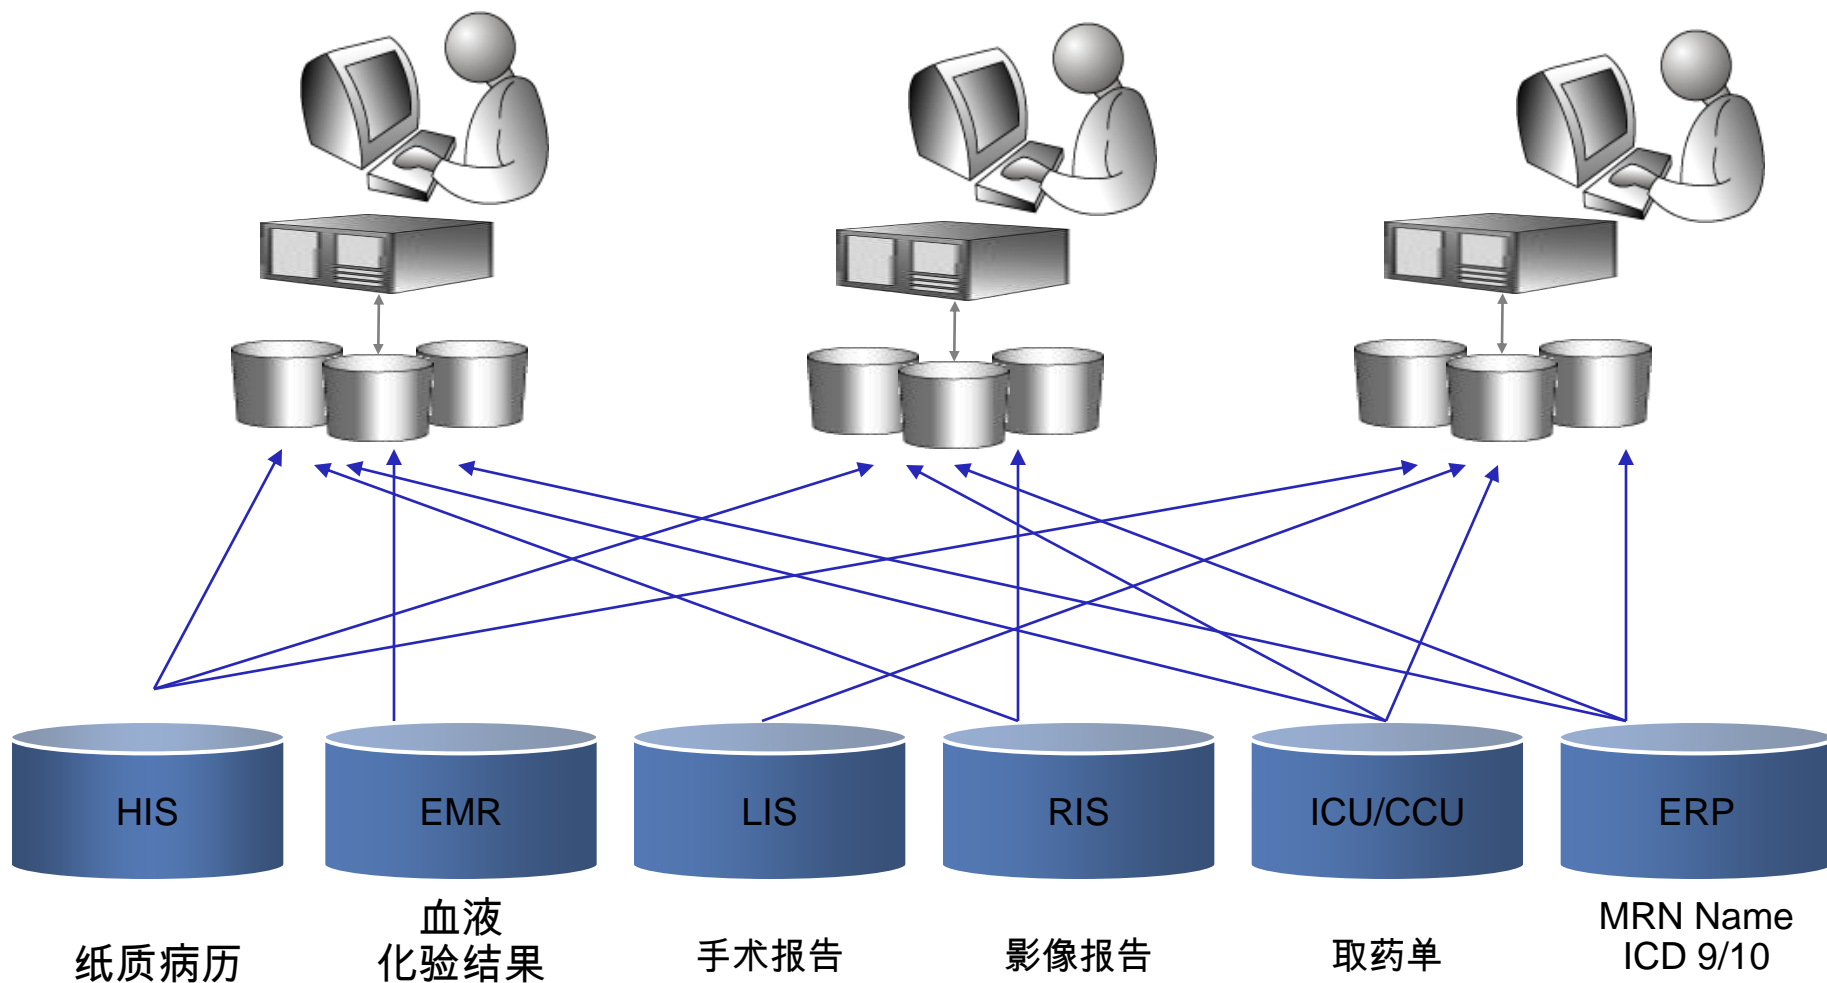 HIS
EMR
LIS
RIS
ICU/CCU
ERP
纸质病历
血液
化验结果
手术报告
影像报告
取药单
MRN Name
ICD 9/10